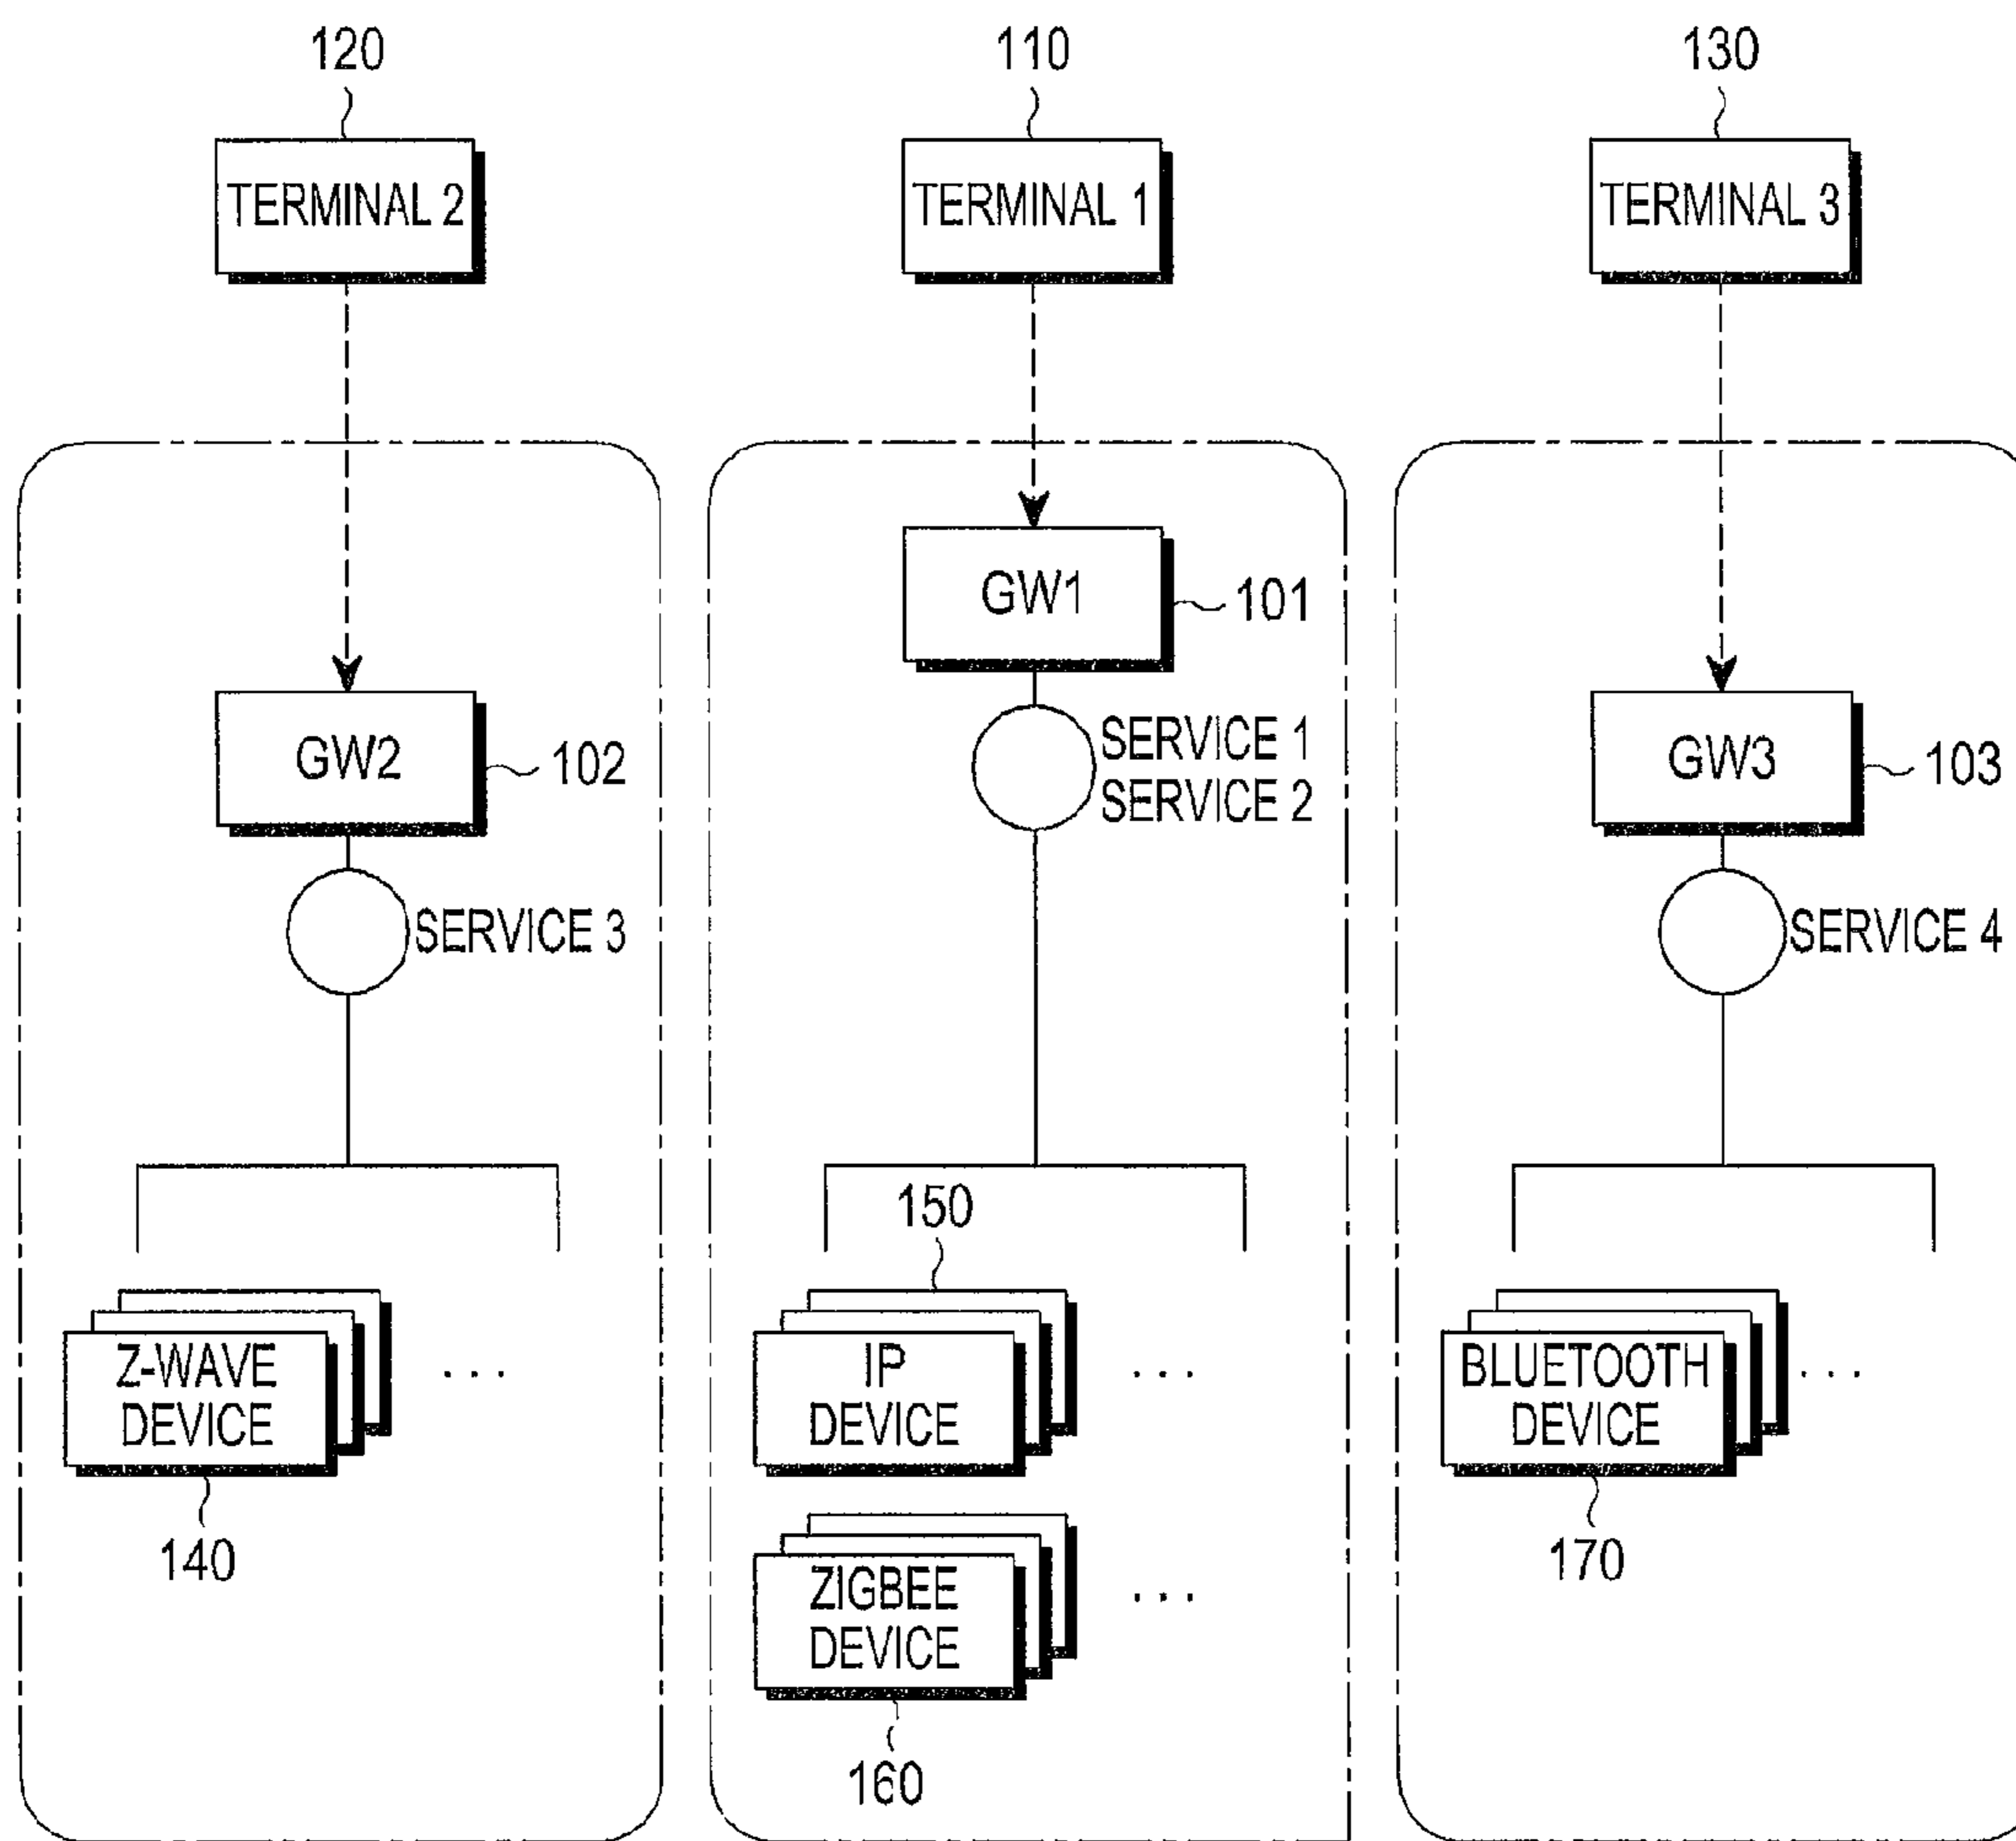 120
110
130
TERMINAL 2
TERMINAL 1
TERMINAL 3
GW1
101
GW2
102
SERVICE 1
SERVICE 2
GW3
103
SERVICE 3
SERVICE 4
150
Z-WAVE
DEVICE
...
IP
DEVICE
...
BLUETOOTH
DEVICE
...
140
170
ZIGBEE
DEVICE
...
160